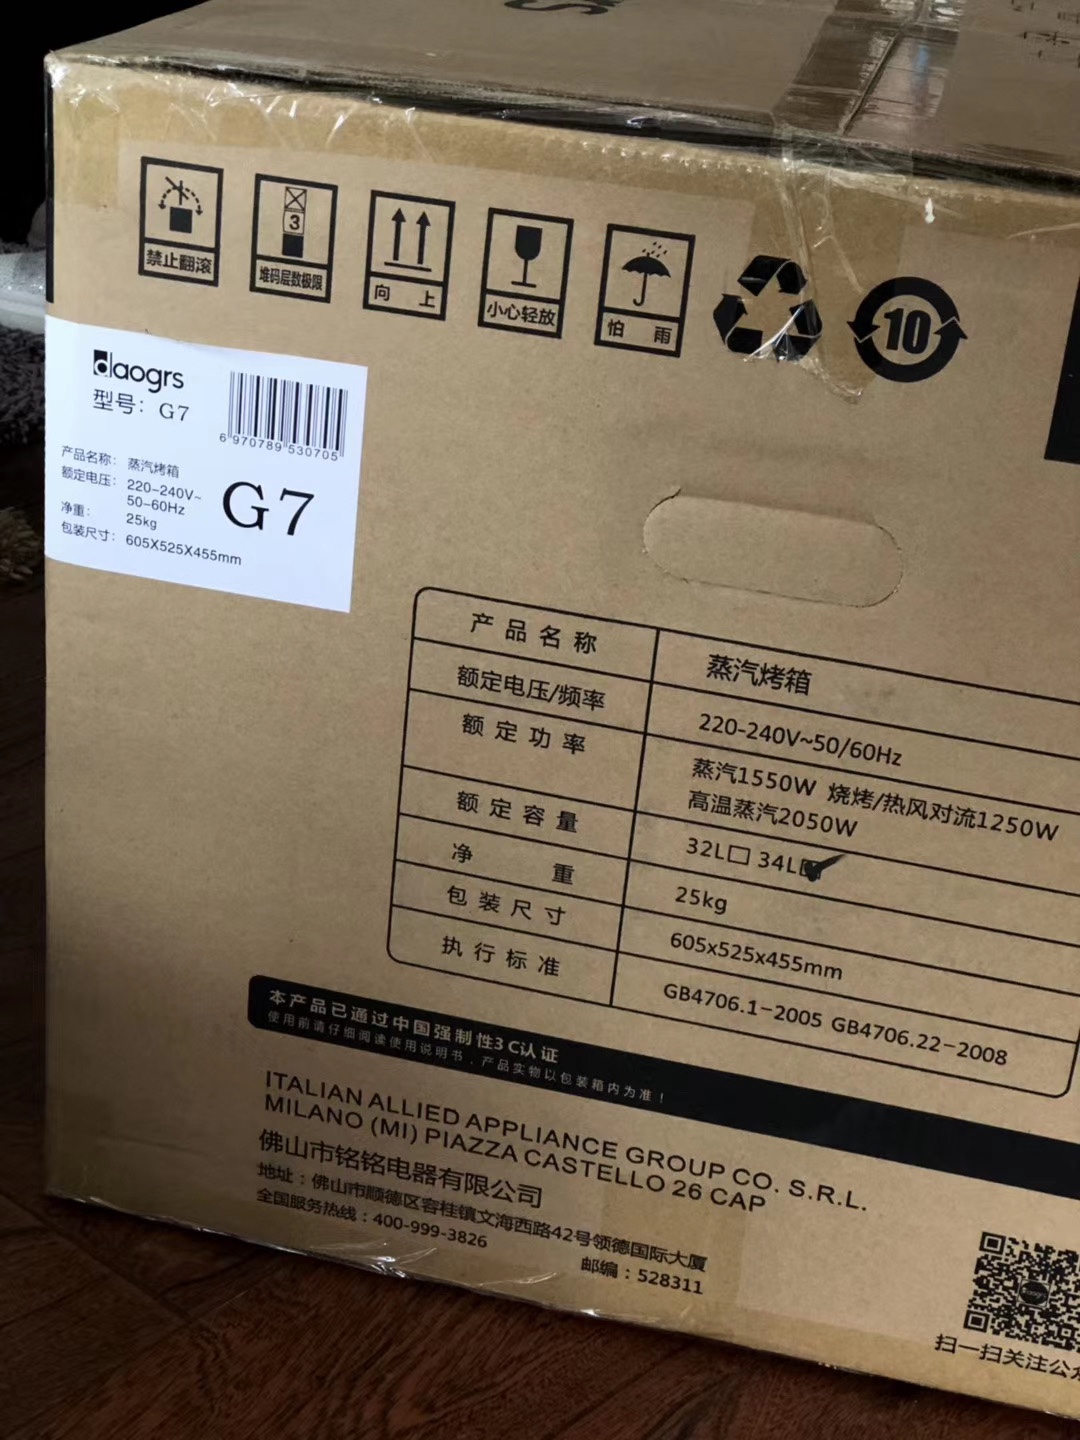 禁止翻滚
3
堆码层数极限
向 上
小心轻放
怕 雨
10
daogrs
型号: G7
6 970789 530705
产品名称: 蒸汽烤箱
额定电压: 220-240V~
50-60Hz
净重: 25kg
包装尺寸: 605X525X455mm
G7
产品名称 蒸汽烤箱
额定电压/频率 220-240V~50/60Hz
额定功率 蒸汽1550W 烧烤/热风对流1250W
高温蒸汽2050W
额定容量 32L□ 34L☑
净 重 25kg
包装尺寸 605x525x455mm
执行标准 GB4706.1-2005 GB4706.22-2008
本产品已通过中国强制性3C认证
使用前请仔细阅读使用说明书，产品实物以包装箱内为准！
ITALIAN ALLIED APPLIANCE GROUP CO. S.R.L.
MILANO (MI) PIAZZA CASTELLO 26 CAP
佛山市铭铭电器有限公司
地址：佛山市顺德区容桂镇文海西路42号领德国际大厦
全国服务热线：400-999-3826
邮编：528311
扫一扫关注公众